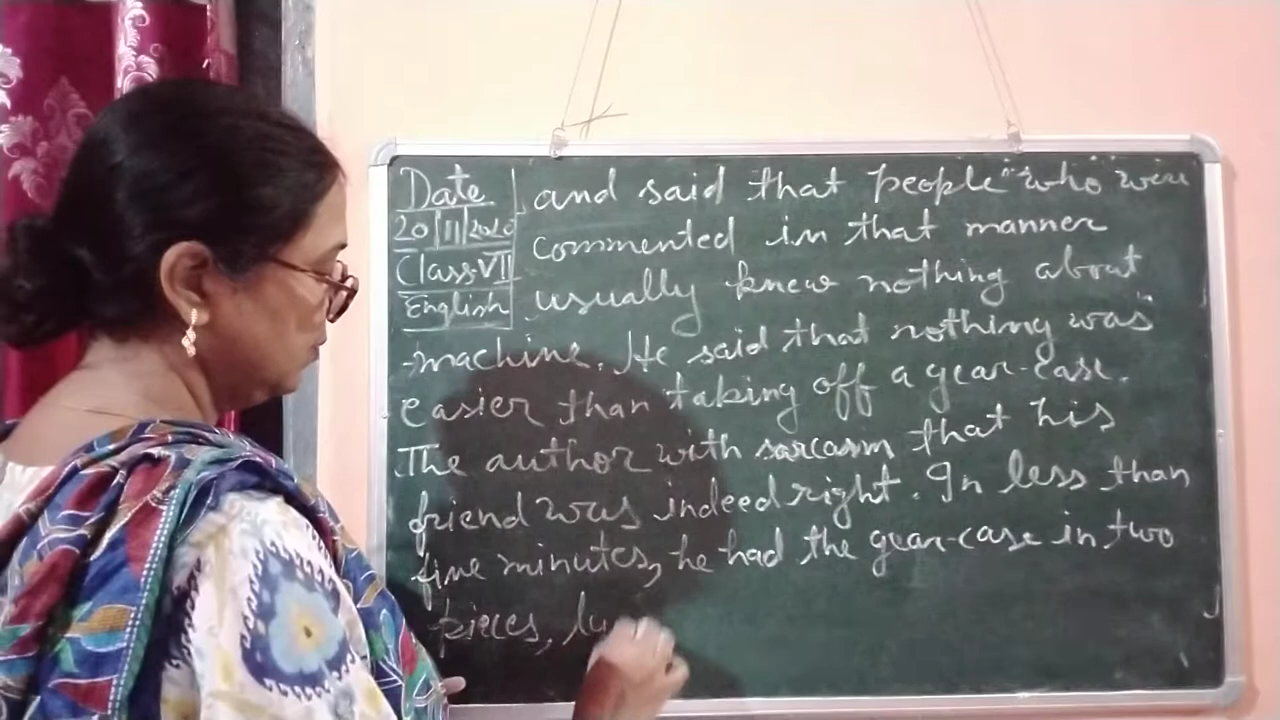 Date
20/11/2020
Class-VII
English
and said that people "who" were
commented in that manner
usually knew nothing about
machine. He said that nothing was"
easier than taking off a gear-case.
The author with sarcasm that his
friend was indeed right. In less than
five minutes, he had the gear-case in two
pieces,